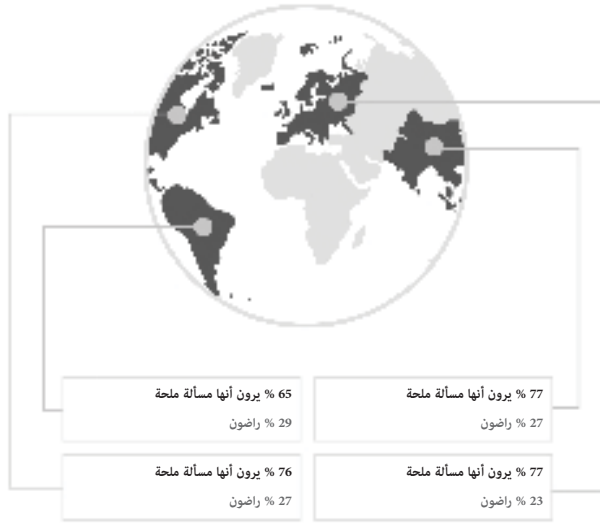 77 % يرون أنها مسألة ملحة
27 % راضون
65 % يرون أنها مسألة ملحة
29 % راضون
77 % يرون أنها مسألة ملحة
23 % راضون
76 % يرون أنها مسألة ملحة
27 % راضون